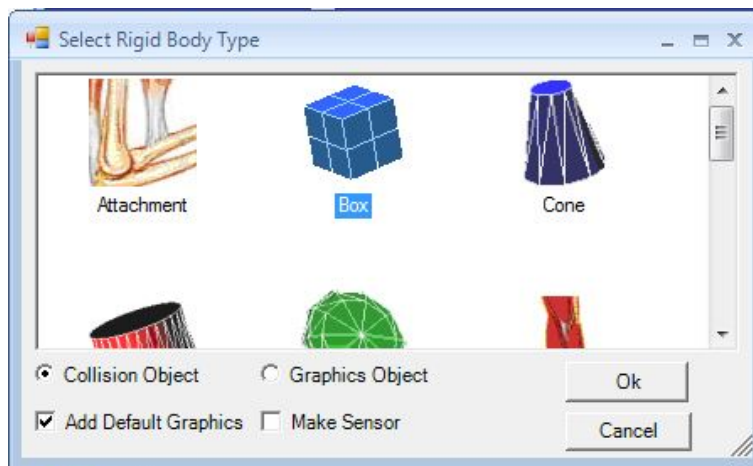 Select Rigid Body Type
Attachment Box Cone
Collision Object Graphics Object Ok
Add Default Graphics Make Sensor Cancel